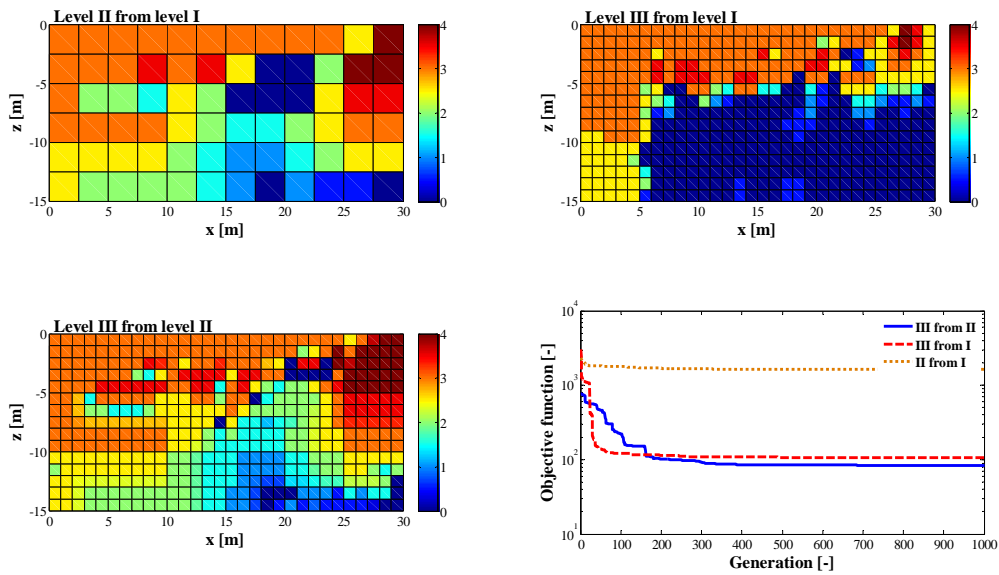 Level II from level I
0
-5
-10
-15
z [m]
0 5 10 15 20 25 30
x [m]
4
3
2
1
0
Level III from level I
0
-5
-10
-15
z [m]
0 5 10 15 20 25 30
x [m]
4
3
2
1
0
Level III from level II
0
-5
-10
-15
z [m]
0 5 10 15 20 25 30
x [m]
4
3
2
1
0
10^4
10^3
10^2
10^1
Objective function [-]
III from II
III from I
II from I
0 100 200 300 400 500 600 700 800 900 1000
Generation [-]